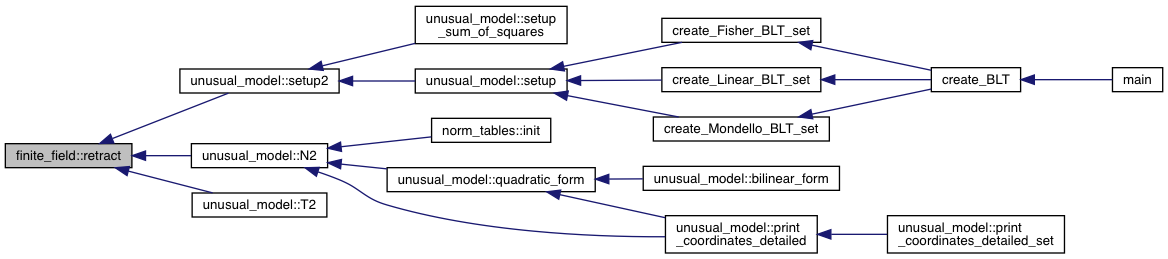 finite_field::retract
unusual_model::setup2
unusual_model::setup
_sum_of_squares
unusual_model::setup
create_Fisher_BLT_set
create_Linear_BLT_set
create_Mondello_BLT_set
create_BLT
main
unusual_model::N2
norm_tables::init
unusual_model::quadratic_form
unusual_model::bilinear_form
unusual_model::print
_coordinates_detailed
unusual_model::print
_coordinates_detailed_set
unusual_model::T2